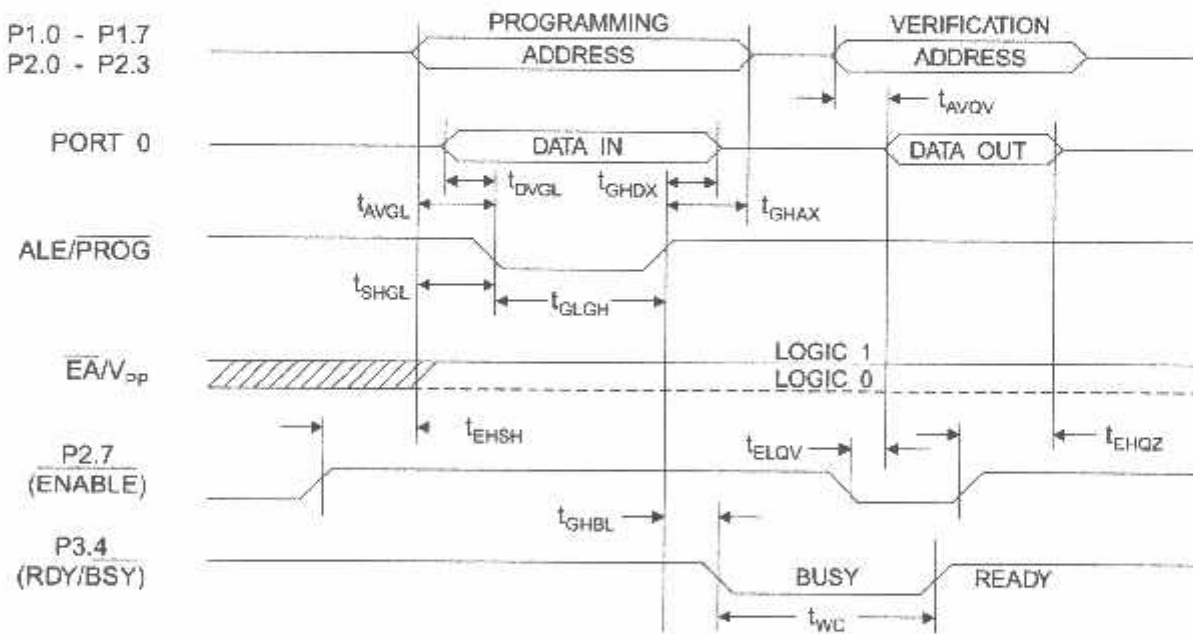 P1.0 - P1.7
P2.0 - P2.3
PROGRAMMING
ADDRESS
VERIFICATION
ADDRESS
tAVQV
PORT 0
DATA IN
DATA OUT
tDVGL
tGHDX
tAVGL
tGHAX
ALE/PROG
tSHGL
tGLGH
EA/VPP
LOGIC 1
LOGIC 0
tEHSH
tELQV
tEHQZ
P2.7
(ENABLE)
tGHBL
P3.4
(RDY/BSY)
BUSY
READY
tWC